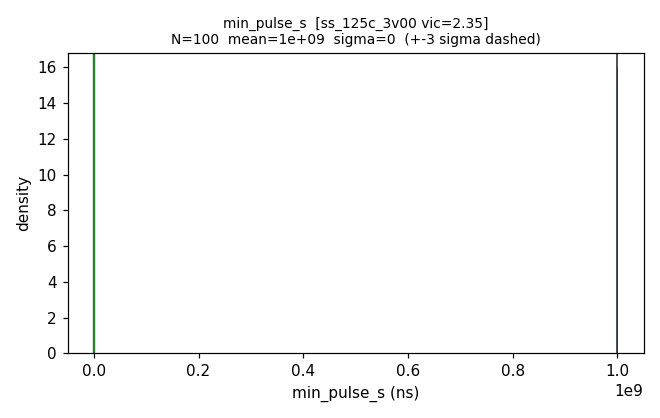 min_pulse_s  [ss_125c_3v00 vic=2.35]
N=100  mean=1e+09  sigma=0  (+-3 sigma dashed)
16
14
12
10
8
6
4
2
0
density
0.0 0.2 0.4 0.6 0.8 1.0
1e9
min_pulse_s (ns)